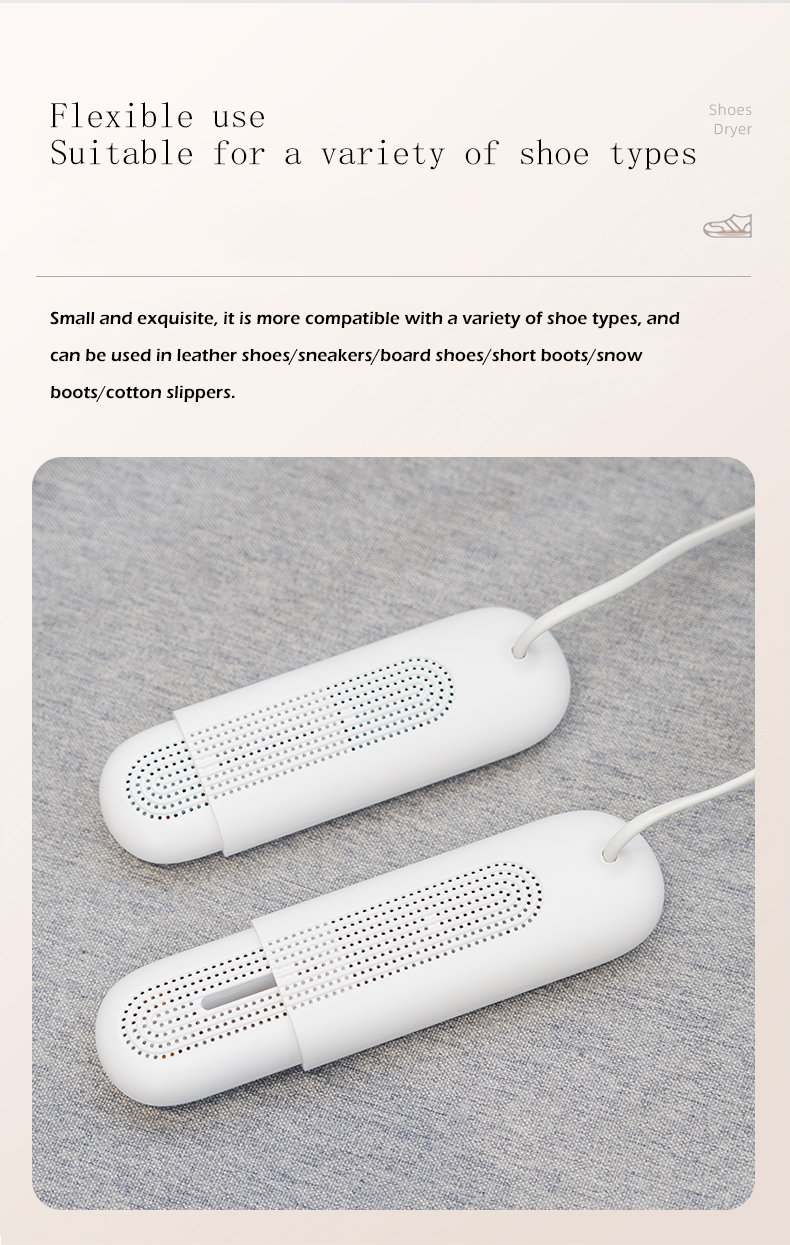 Flexible use
Suitable for a variety of shoe types
Shoes
Dryer
Small and exquisite, it is more compatible with a variety of shoe types, and
can be used in leather shoes/sneakers/board shoes/short boots/snow
boots/cotton slippers.